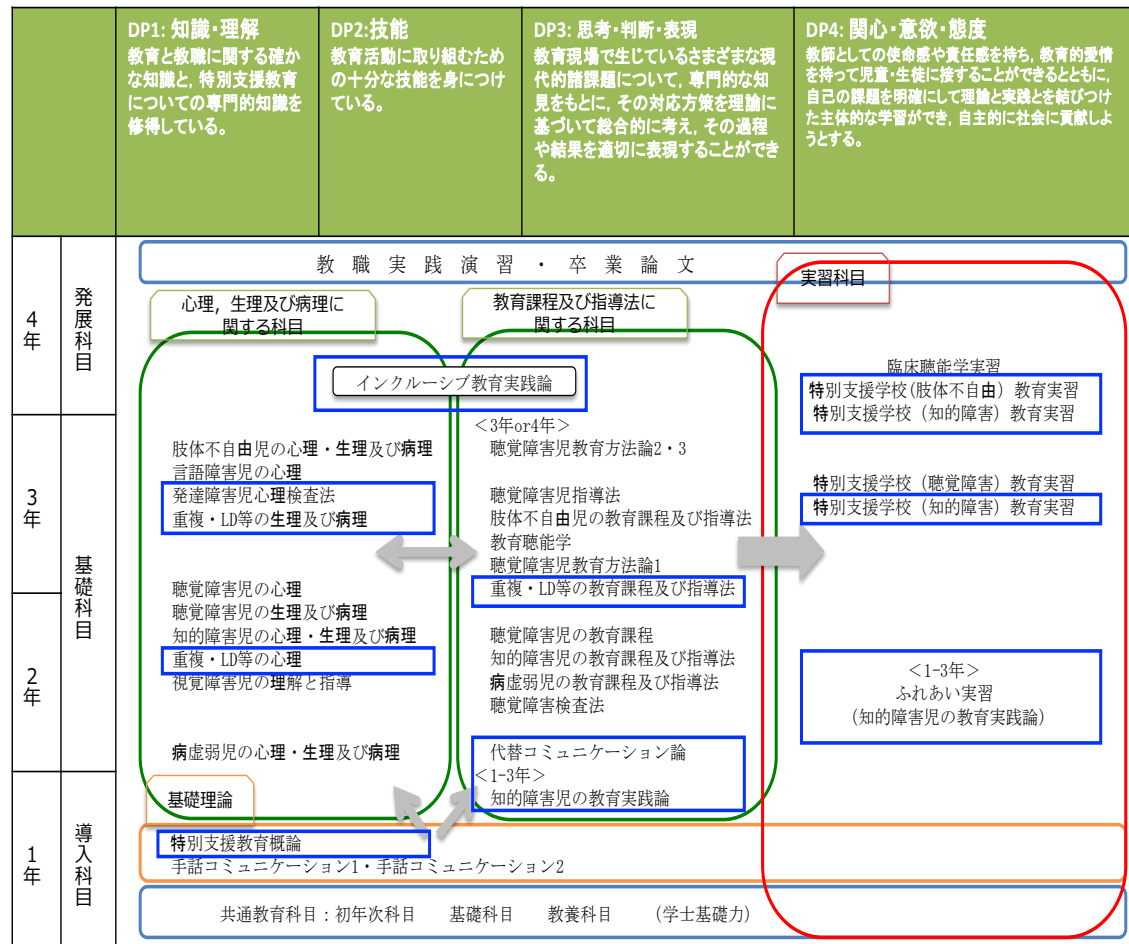 DP1: 知識・理解
教育と教職に関する確か
な知識と，特別支援教育
についての専門的知識を
修得している。
DP2:技能
教育活動に取り組むため
の十分な技能を身につけ
ている。
DP3: 思考・判断・表現
教育現場で生じているさまざまな現
代的諸課題について，専門的な知
見をもとに，その対応方策を理論に
基づいて総合的に考え，その過程
や結果を適切に表現することができ
る。
DP4: 関心・意欲・態度
教師としての使命感や責任感を持ち，教育的愛情
を持って児童・生徒に接することができるとともに，
自己の課題を明確にして理論と実践とを結びつけ
た主体的な学習ができ，自主的に社会に貢献しよ
うとする。
4年
3年
2年
1年
発展科目
基礎科目
導入科目
教職実践演習・卒業論文
心理，生理及び病理に
関する科目
教育課程及び指導法に
関する科目
実習科目
インクルーシブ教育実践論
肢体不自由児の心理・生理及び病理
言語障害児の心理
発達障害児心理検査法
重複・LD等の生理及び病理
聴覚障害児の心理
聴覚障害児の生理及び病理
知的障害児の心理・生理及び病理
重複・LD等の心理
視覚障害児の理解と指導
病虚弱児の心理・生理及び病理
<3年or4年>
聴覚障害児教育方法論2・3
聴覚障害児指導法
肢体不自由児の教育課程及び指導法
教育聴能学
聴覚障害児教育方法論1
重複・LD等の教育課程及び指導法
聴覚障害児の教育課程
知的障害児の教育課程及び指導法
病虚弱児の教育課程及び指導法
聴覚障害検査法
代替コミュニケーション論
<1-3年>
知的障害児の教育実践論
臨床聴能学実習
特別支援学校(肢体不自由）教育実習
特別支援学校（知的障害）教育実習
特別支援学校（聴覚障害）教育実習
特別支援学校（知的障害）教育実習
<1-3年>
ふれあい実習
(知的障害児の教育実践論)
基礎理論
特別支援教育概論
手話コミュニケーション1・手話コミュニケーション2
共通教育科目：初年次科目　基礎科目　教養科目　（学士基礎力）